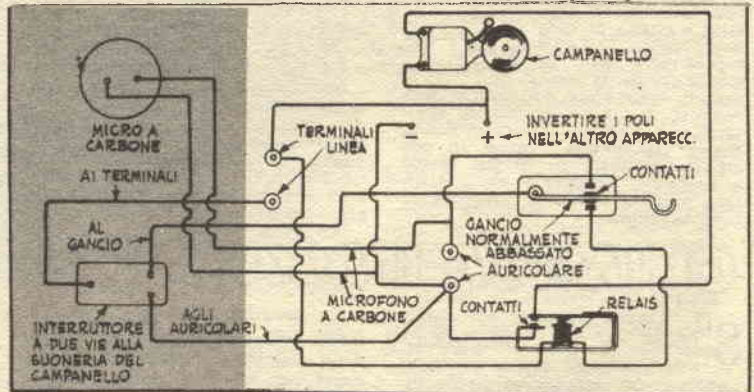 CAMPANELLO
MICRO A
CARBONE
TERMINALI
LINEA
-
+
INVERTIRE I POLI
NELL'ALTRO APPARECC.
AI TERMINALI
CONTATTI
AL
GANCIO
GANCIO
NORMALMENTE
ABBASSATO
AURICOLARE
MICROFONO
A CARBONE
CONTATTI
RELAIS
INTERRUTTORE
A DUE VIE ALLA
SUONERIA DEL
CAMPANELLO
AGLI
AURICOLARI